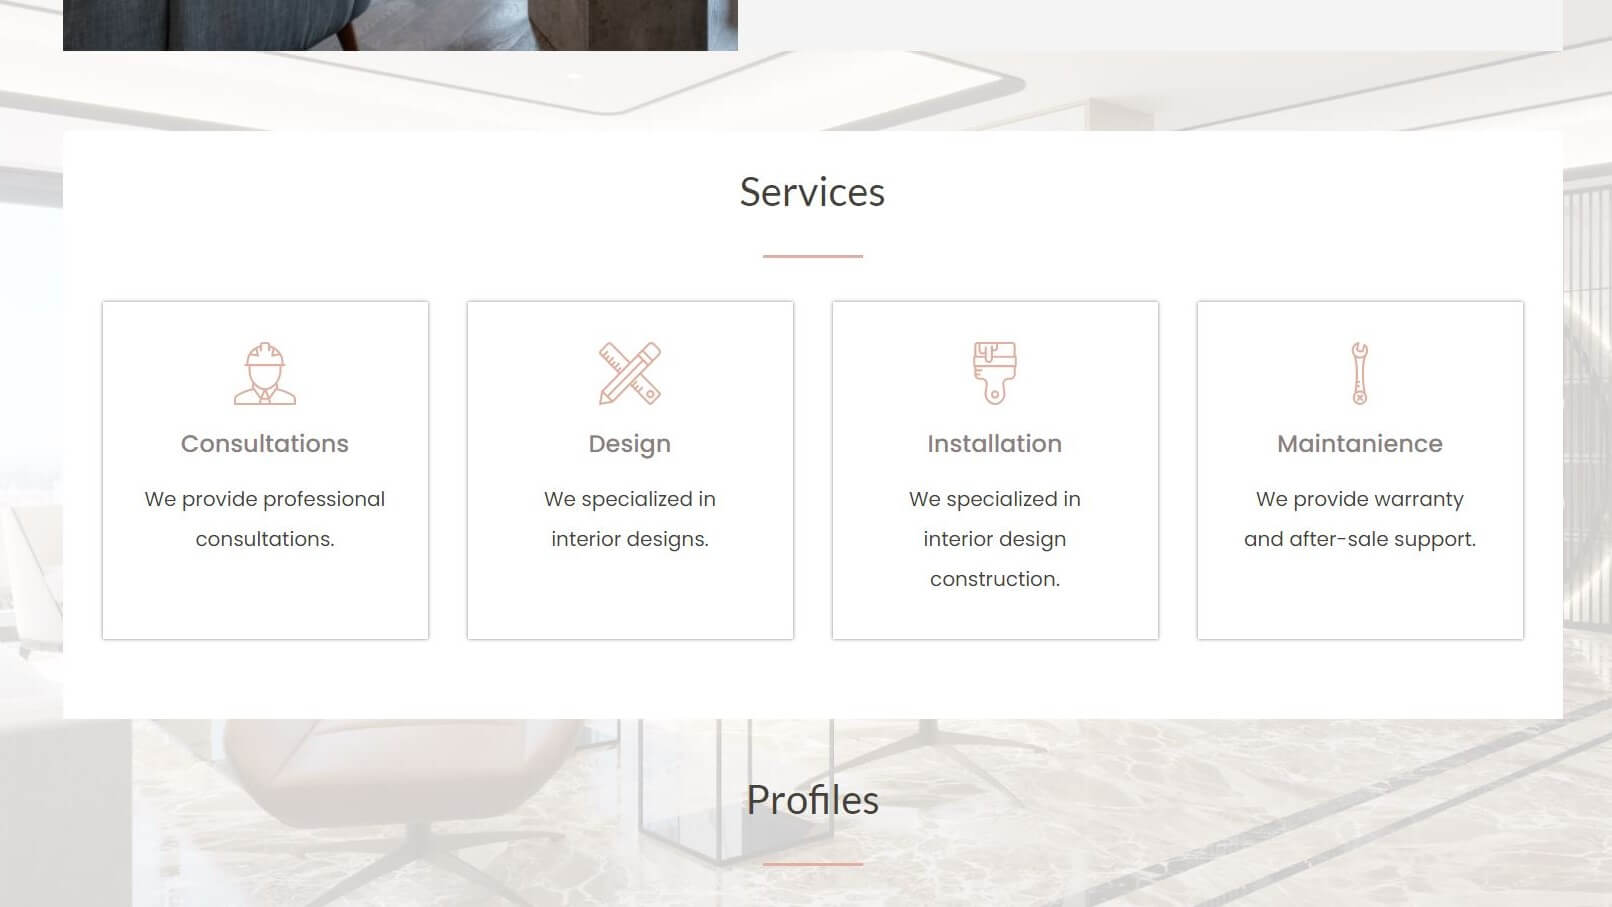 Services
Consultations
We provide professional
consultations.
Design
We specialized in
interior designs.
Installation
We specialized in
interior design
construction.
Maintanience
We provide warranty
and after-sale support.
Profiles